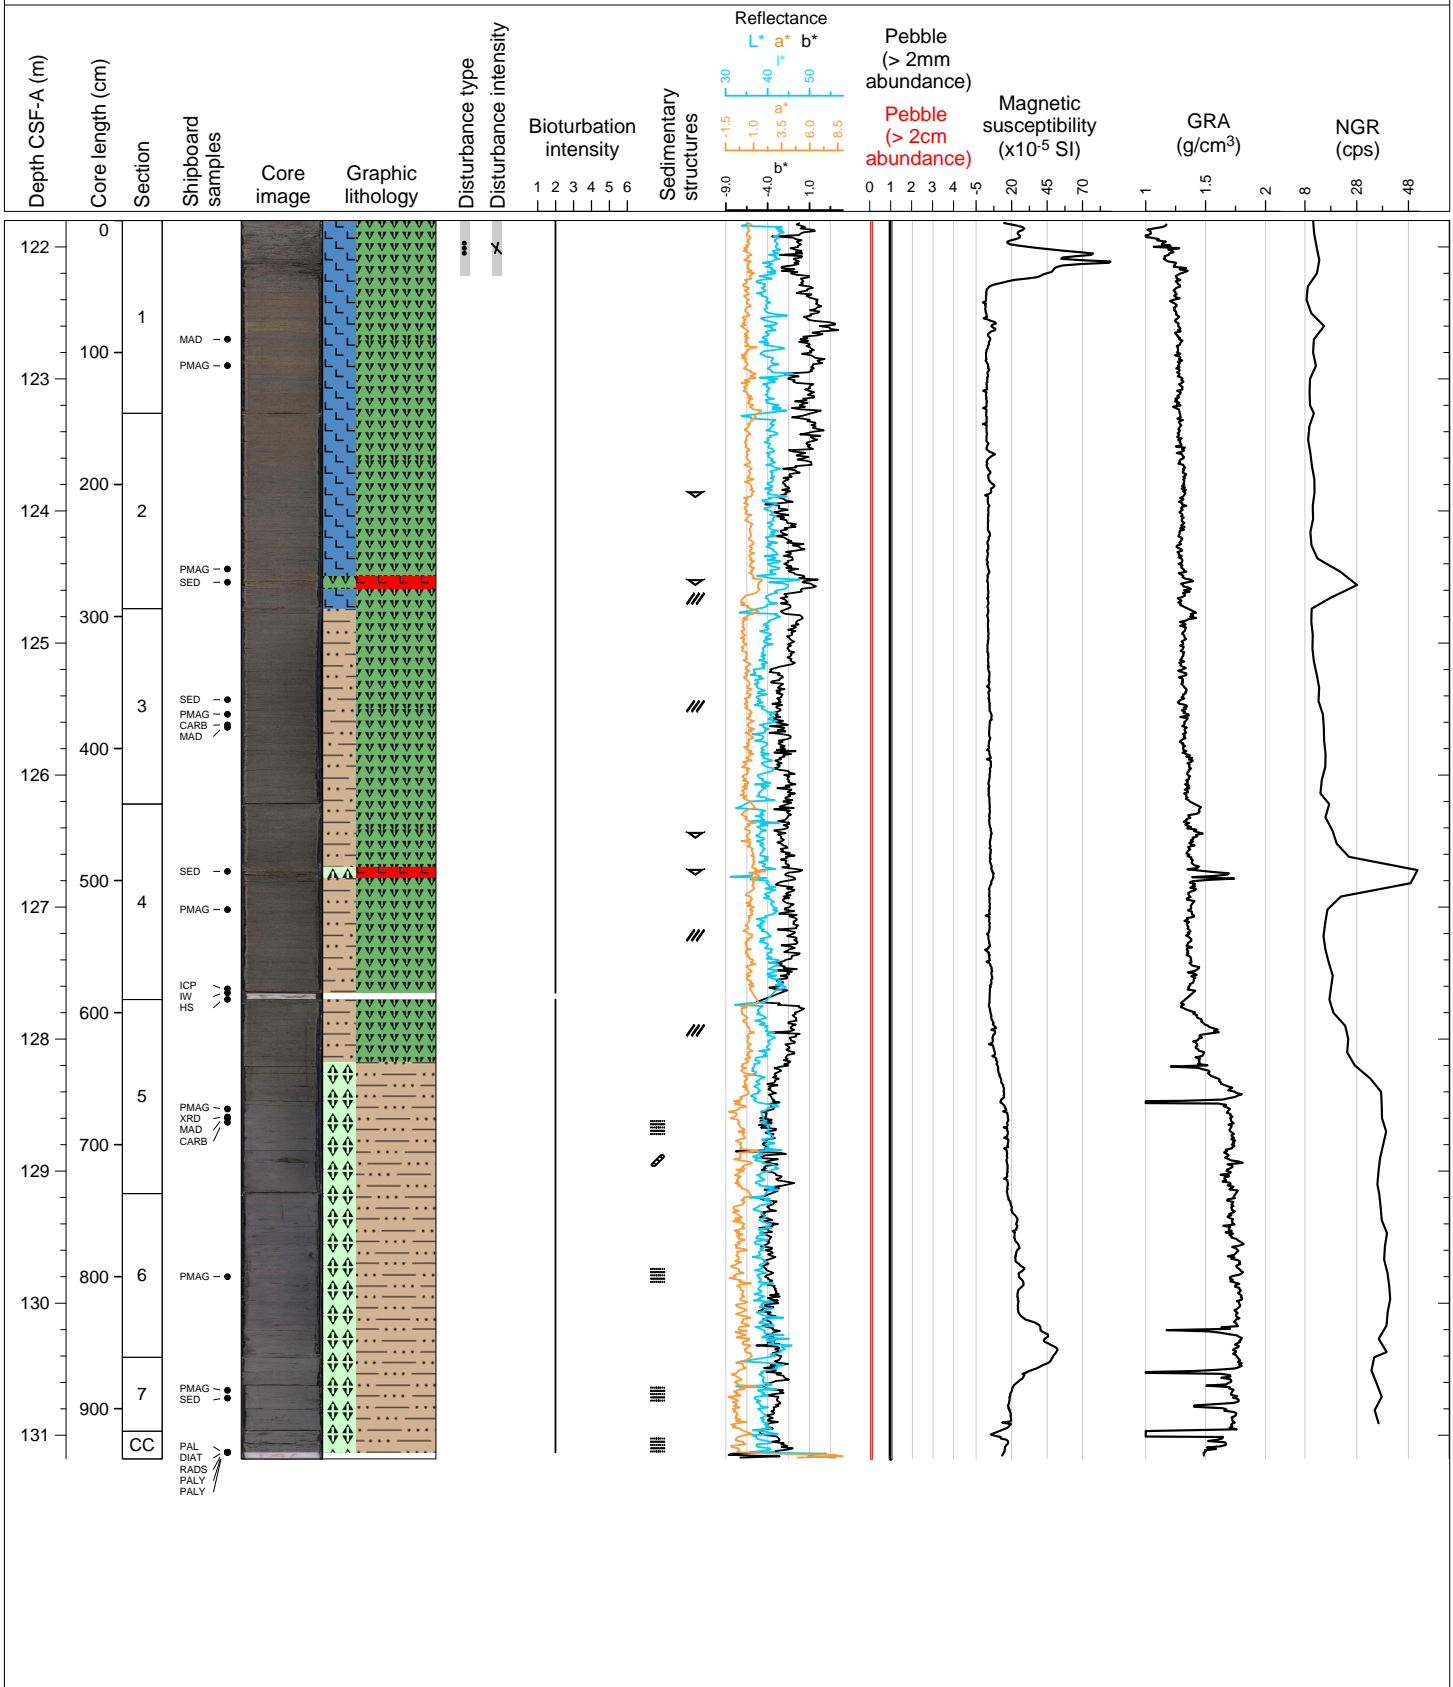 Depth CSF-A (m)
Core length (cm)
Section
Shipboard
samples
Core
image
Graphic
lithology
Disturbance type
Disturbance intensity
Bioturbation
intensity
1 2 3 4 5 6
Sedimentary
structures
Reflectance
L* a* b*
l*
30 40 50
a*
-1.5 1.0 3.5 6.0 8.5
b*
-9.0 -4.0 1.0
Pebble
(> 2mm
abundance)
Pebble
(> 2cm
abundance)
0 1 2 3 4
Magnetic
susceptibility
(x10-5 SI)
-5 20 45 70
GRA
(g/cm3)
1 1.5 2
NGR
(cps)
8 28 48
0
122
1
MAD
100
PMAG
123
200
2
124
PMAG
SED
300
125
3
SED
PMAG
CARB
MAD
400
126
SED
500
4
127
PMAG
ICP
IW
HS
600
128
5
PMAG
XRD
MAD
CARB
700
129
6
PMAG
800
130
PMAG
7
SED
900
131
CC
PAL
DIAT
RADS
PALY
PALY